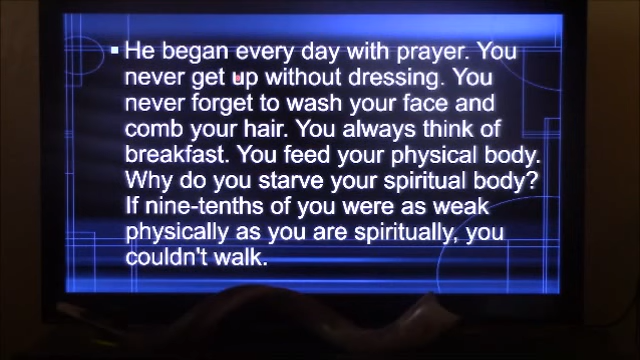 ▪ He began every day with prayer. You
never get up without dressing. You
never forget to wash your face and
comb your hair. You always think of
breakfast. You feed your physical body.
Why do you starve your spiritual body?
If nine-tenths of you were as weak
physically as you are spiritually, you
couldn't walk.